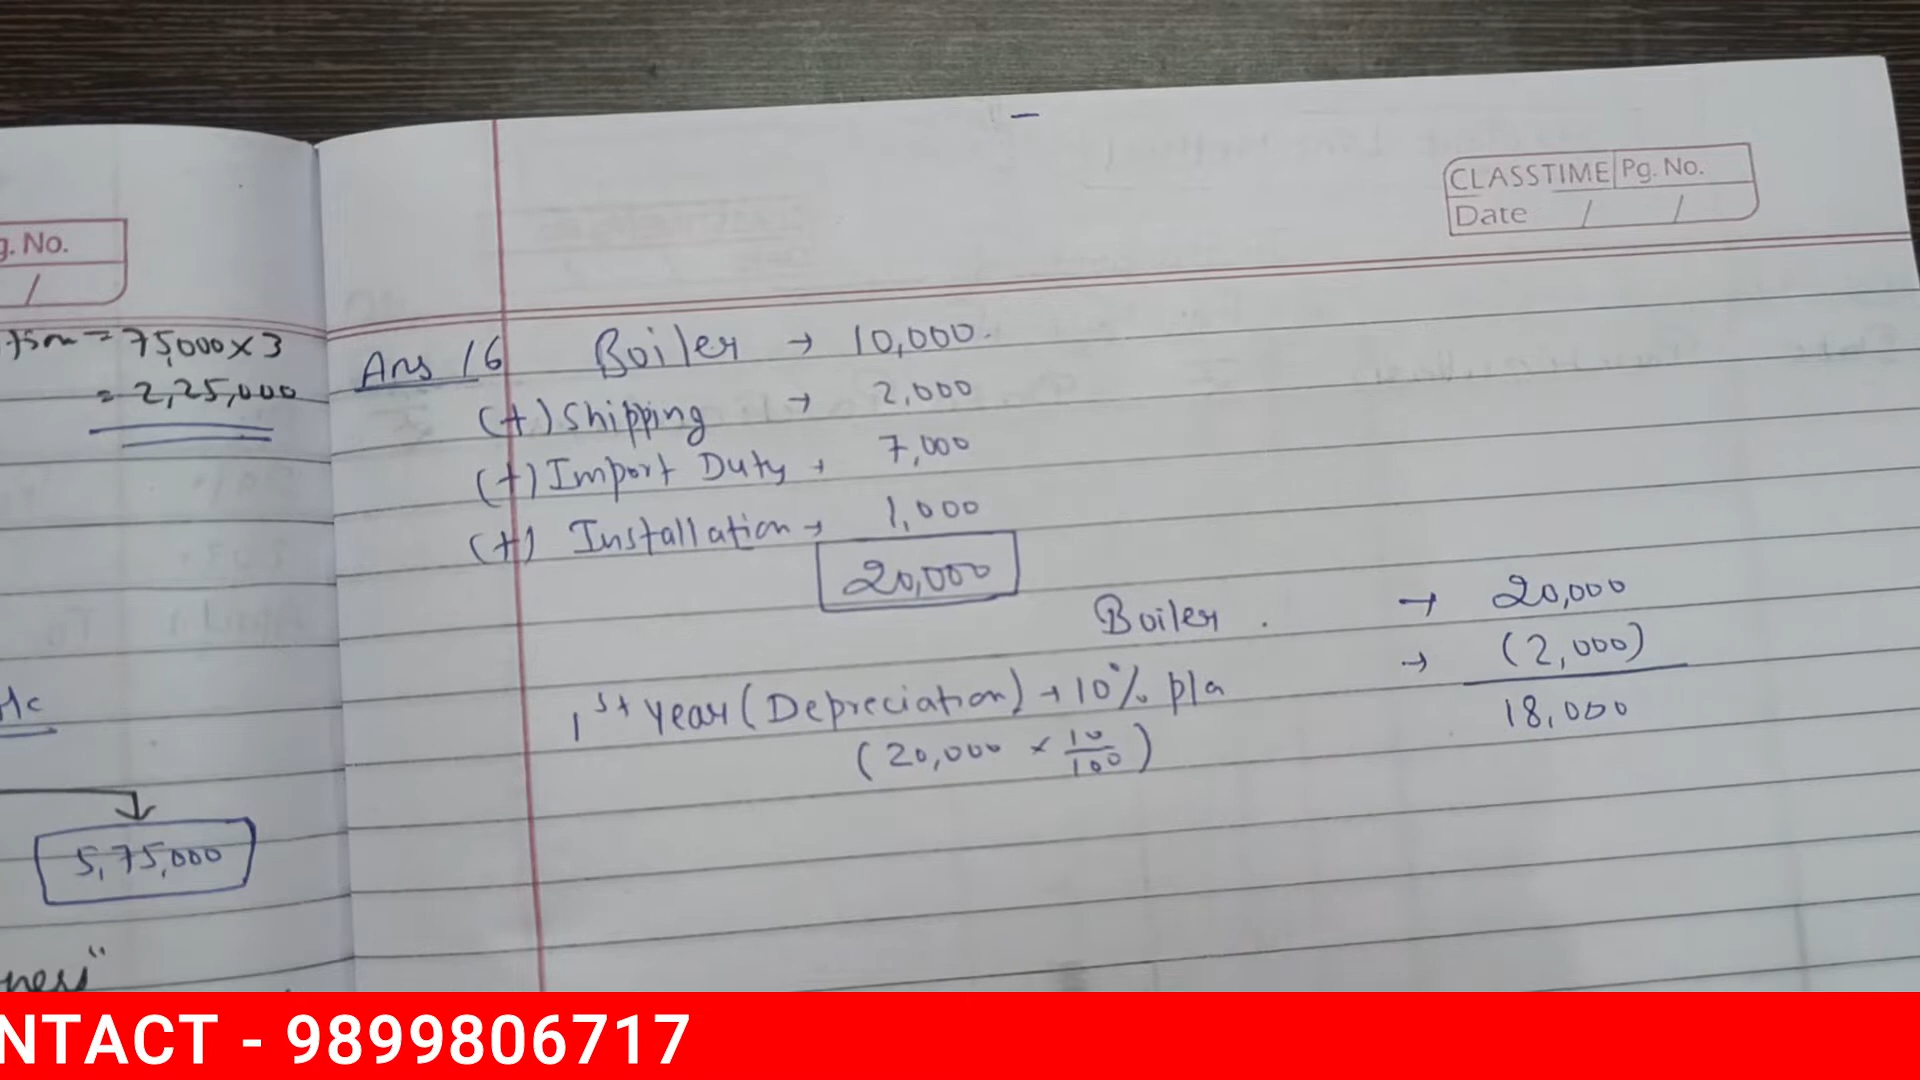 g. No.
/
= 75,000 x 3
= 2,25,000
5,75,000
CLASSTIME Pg. No.
Date / /
Ans 16 Boiler → 10,000.
(+) Shipping → 2,000
(+) Import Duty → 7,000
(+) Installation → 1,000
20,000
Boiler . → 20,000
1st year (Depreciation) → 10% p/a → (2,000)
(20,000 x 10/100) 18,000
NTACT - 9899806717